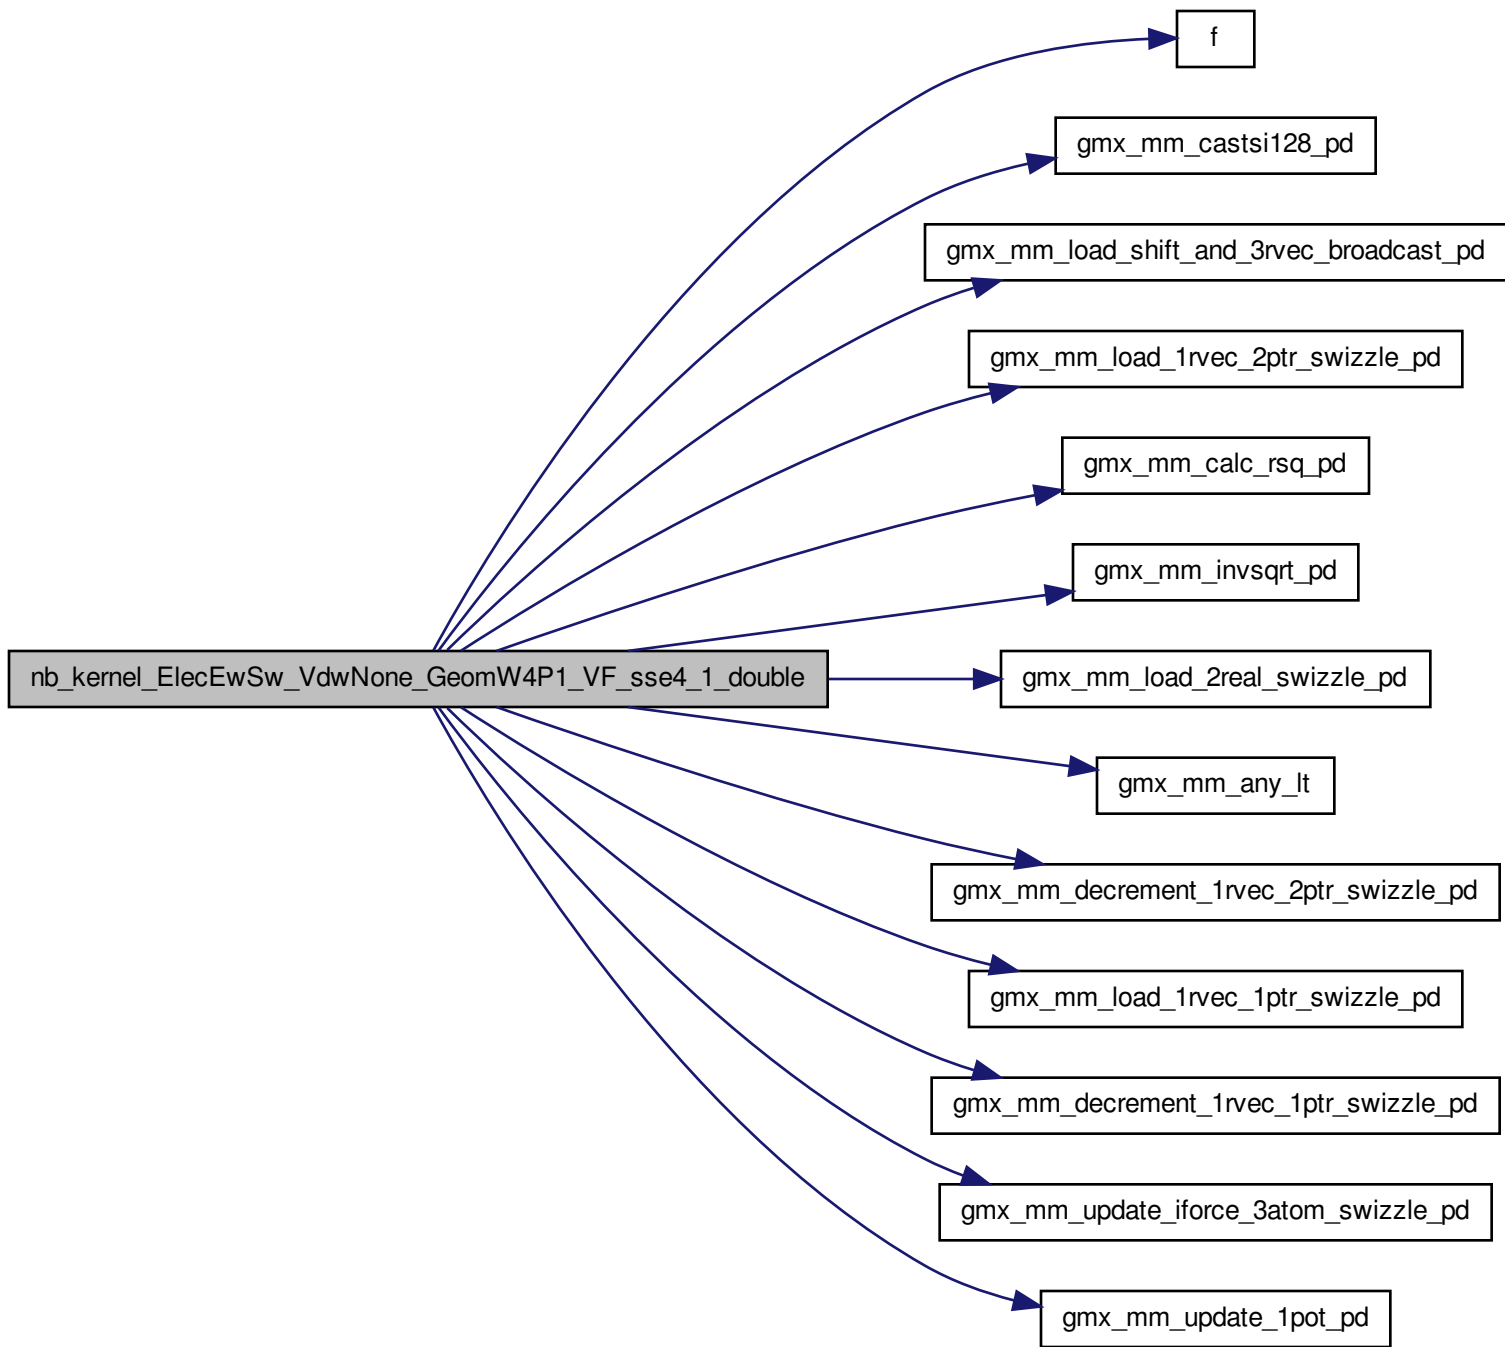 f
gmx_mm_castsi128_pd
gmx_mm_load_shift_and_3rvec_broadcast_pd
gmx_mm_load_1rvec_2ptr_swizzle_pd
gmx_mm_calc_rsq_pd
gmx_mm_invsqrt_pd
nb_kernel_ElecEwSw_VdwNone_GeomW4P1_VF_sse4_1_double
gmx_mm_load_2real_swizzle_pd
gmx_mm_any_lt
gmx_mm_decrement_1rvec_2ptr_swizzle_pd
gmx_mm_load_1rvec_1ptr_swizzle_pd
gmx_mm_decrement_1rvec_1ptr_swizzle_pd
gmx_mm_update_iforce_3atom_swizzle_pd
gmx_mm_update_1pot_pd